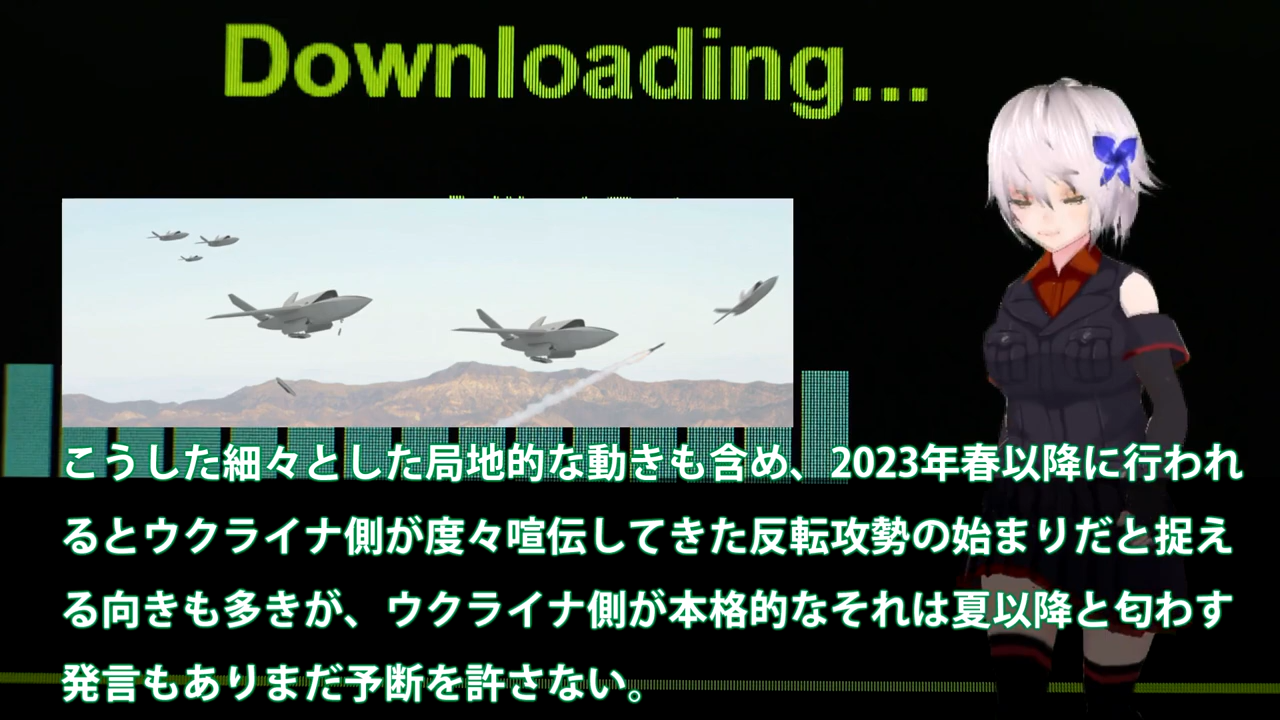 Downloading...
こうした細々とした局地的な動きも含め、2023年春以降に行われ
るとウクライナ側が度々喧伝してきた反転攻勢の始まりだと捉え
る向きも多きが、ウクライナ側が本格的なそれは夏以降と匂わす
発言もありまだ予断を許さない。